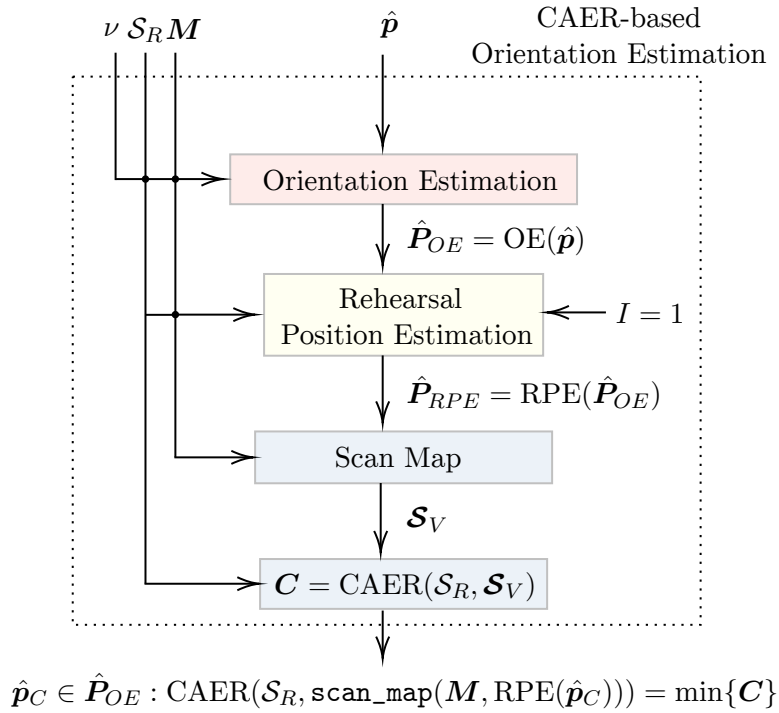 CAER-based
Orientation Estimation
ν 𝒮_R 𝑴
p̂
Orientation Estimation
P̂_OE = OE(p̂)
Rehearsal
Position Estimation
I = 1
P̂_RPE = RPE(P̂_OE)
Scan Map
𝓢_V
C = CAER(𝒮_R, 𝓢_V)
p̂_C ∈ P̂_OE : CAER(𝒮_R, scan_map(M, RPE(p̂_C))) = min{C}